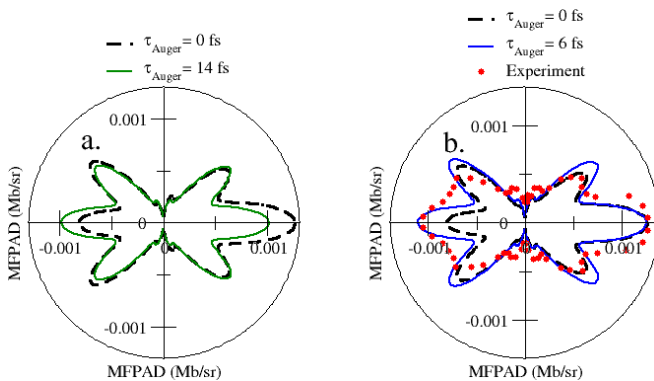 τAuger= 0 fs
τAuger= 14 fs
a.
0.001
-0.001
0
0.001
-0.001
MFPAD (Mb/sr)
MFPAD (Mb/sr)
τAuger= 0 fs
τAuger= 6 fs
Experiment
b.
0.001
-0.001
0
0.001
-0.001
MFPAD (Mb/sr)
MFPAD (Mb/sr)